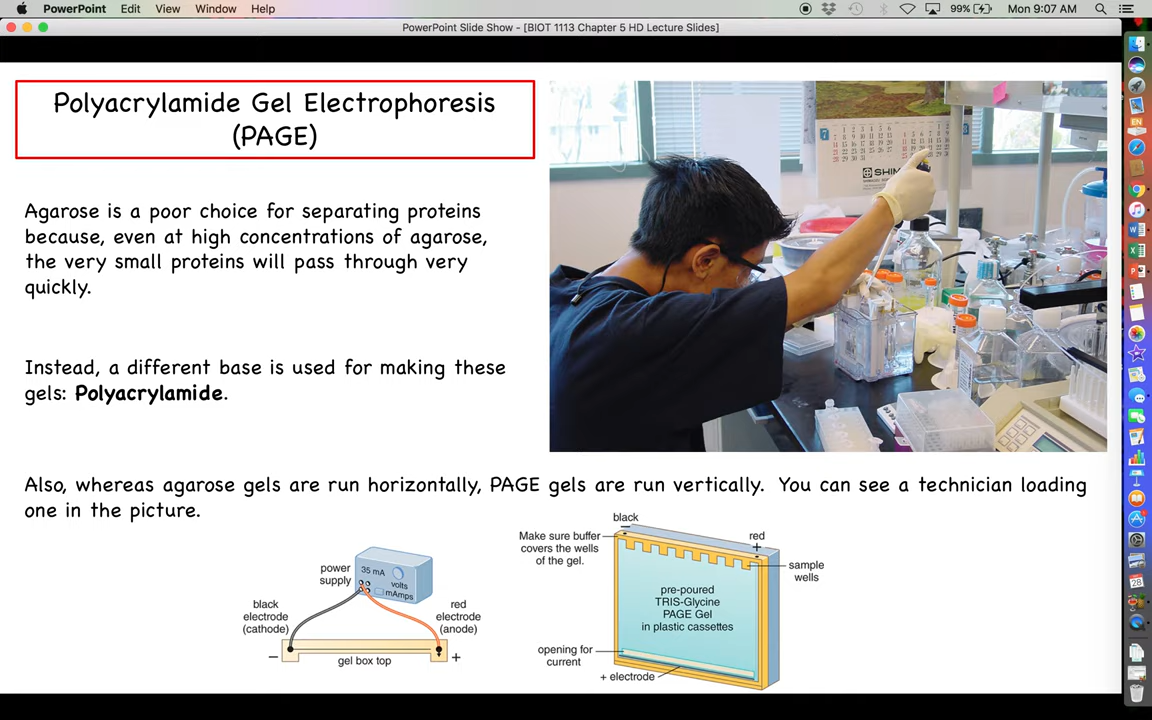 PowerPoint Edit View Window Help 99% Mon 9:07 AM
PowerPoint Slide Show - [BIOT 1113 Chapter 5 HD Lecture Slides]
Polyacrylamide Gel Electrophoresis
(PAGE)
Agarose is a poor choice for separating proteins
because, even at high concentrations of agarose,
the very small proteins will pass through very
quickly.
Instead, a different base is used for making these
gels: Polyacrylamide.
Also, whereas agarose gels are run horizontally, PAGE gels are run vertically. You can see a technician loading
one in the picture.
power
supply
35 mA
volts
mAmps
black
electrode
(cathode)
red
electrode
(anode)
−
+
gel box top
black
−
red
+
Make sure buffer
covers the wells
of the gel.
sample
wells
pre-poured
TRIS-Glycine
PAGE Gel
in plastic cassettes
opening for
current
+ electrode